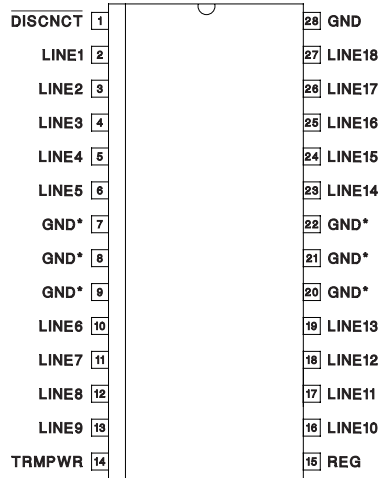 DISCNCT 1 28 GND
LINE1 2 27 LINE18
LINE2 3 26 LINE17
LINE3 4 25 LINE16
LINE4 5 24 LINE15
LINE5 6 23 LINE14
GND* 7 22 GND*
GND* 8 21 GND*
GND* 9 20 GND*
LINE6 10 19 LINE13
LINE7 11 18 LINE12
LINE8 12 17 LINE11
LINE9 13 16 LINE10
TRMPWR 14 15 REG